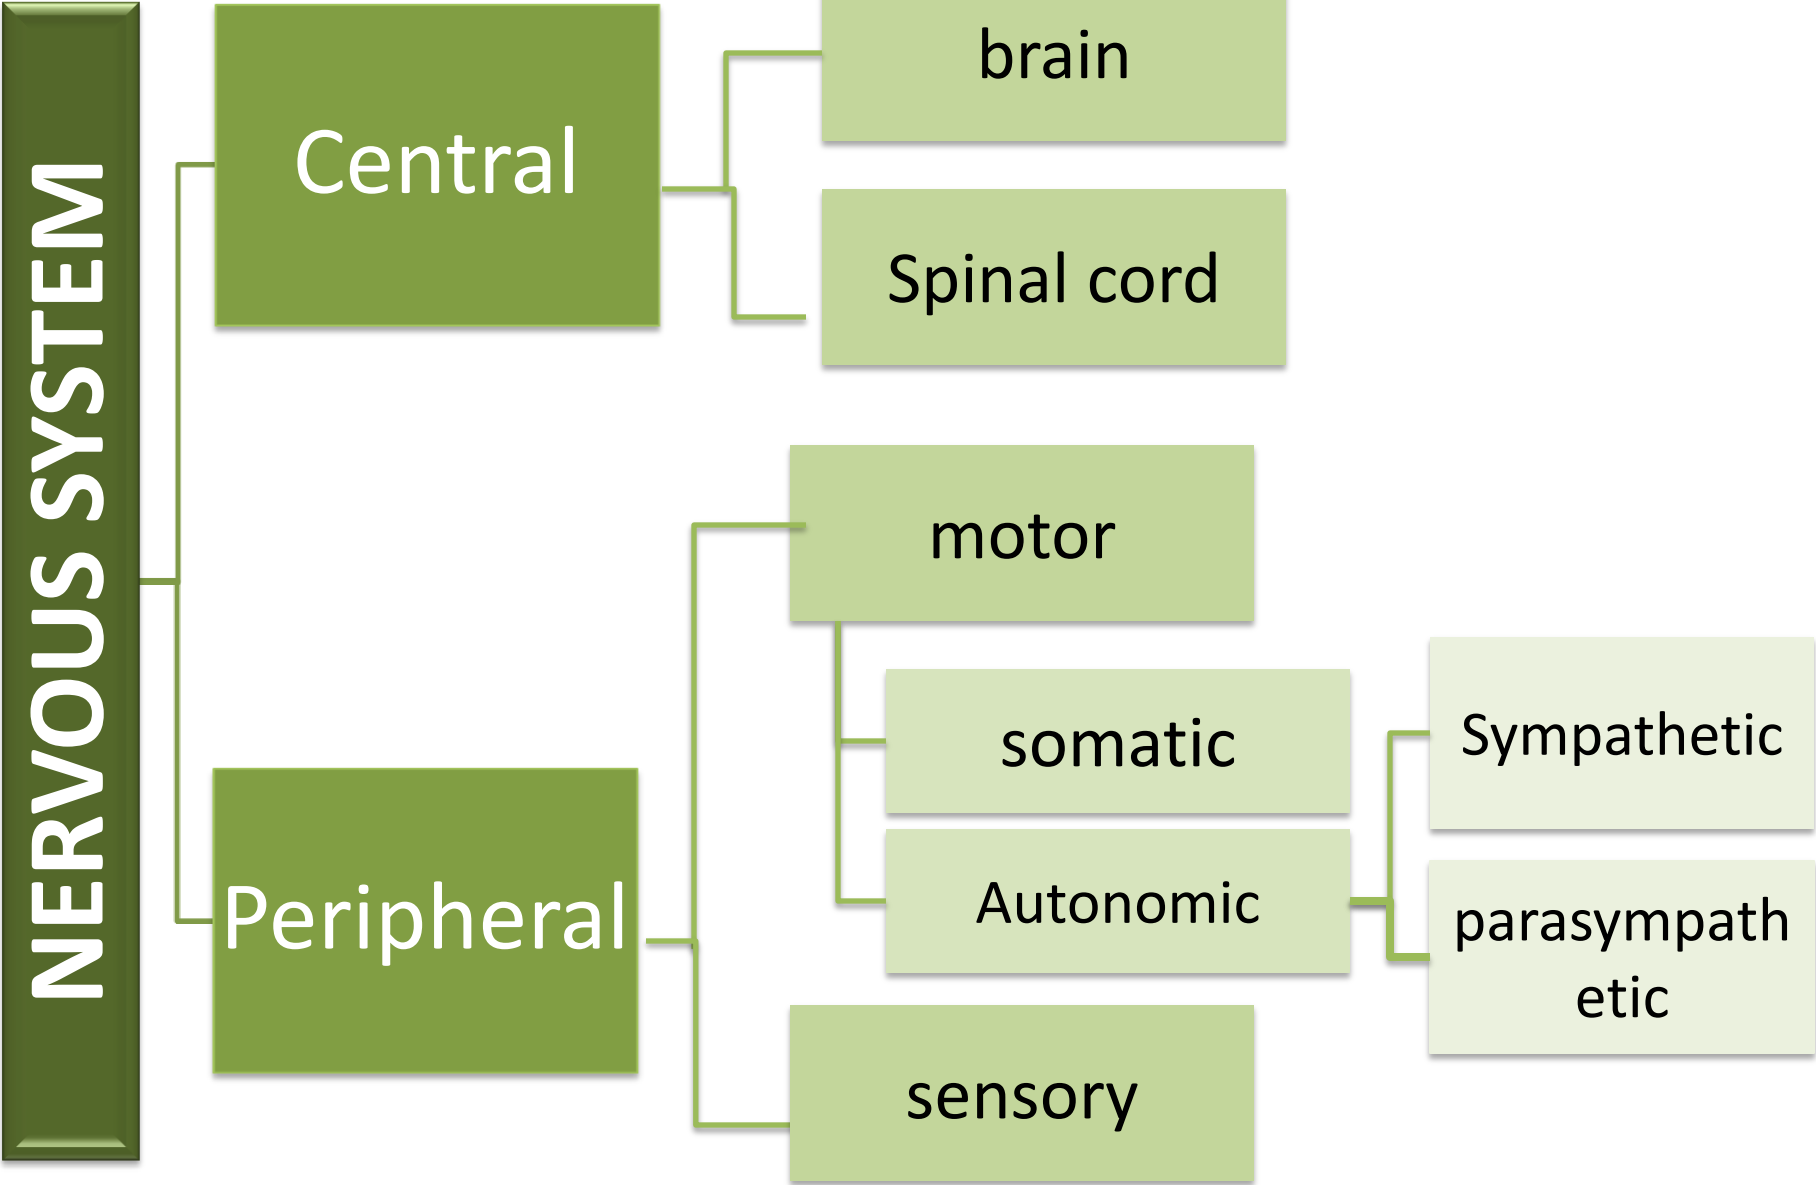 NERVOUS SYSTEM
Central
brain
Spinal cord
Peripheral
motor
somatic
Autonomic
Sympathetic
parasympath
etic
sensory